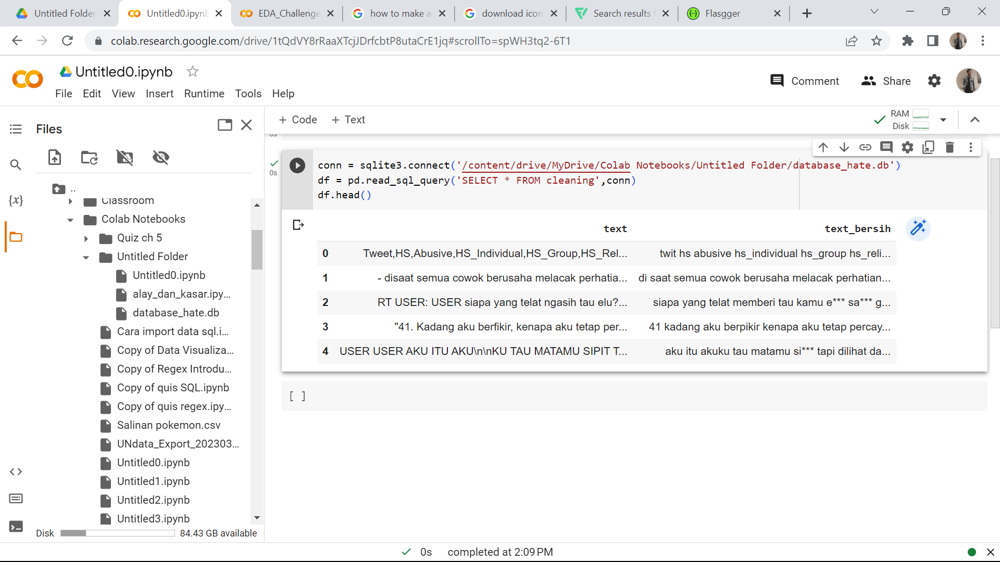 Untitled Folder
Untitled0.ipynb
EDA_Challenge
how to make a
download icon
Search results f
Flasgger
colab.research.google.com/drive/1tQdVY8rRaaXTcjJDrfcbtP8utaCrE1jq#scrollTo=spWH3tq2-6T1
Untitled0.ipynb
Comment
Share
File Edit View Insert Runtime Tools Help
Files
+ Code + Text
RAM
Disk
0s
..
Classroom
Colab Notebooks
Quiz ch 5
Untitled Folder
Untitled0.ipynb
alay_dan_kasar.ipy...
database_hate.db
Cara import data sql.i...
Copy of Data Visualiza...
Copy of Regex Introdu...
Copy of quis SQL.ipynb
Copy of quis regex.ipy...
Salinan pokemon.csv
UNdata_Export_202303...
Untitled0.ipynb
Untitled1.ipynb
Untitled2.ipynb
Untitled3.ipynb
Disk 84.43 GB available
{x}
0s
conn = sqlite3.connect('/content/drive/MyDrive/Colab Notebooks/Untitled Folder/database_hate.db')
df = pd.read_sql_query('SELECT * FROM cleaning',conn)
df.head()
text text_bersih
0 Tweet,HS,Abusive,HS_Individual,HS_Group,HS_Rel... twit hs abusive hs_individual hs_group hs_reli...
1 - disaat semua cowok berusaha melacak perhatia... di saat semua cowok berusaha melacak perhatian...
2 RT USER: USER siapa yang telat ngasih tau elu?... siapa yang telat memberi tau kamu e*** sa*** g...
3 "41. Kadang aku berfikir, kenapa aku tetap per... 41 kadang aku berpikir kenapa aku tetap percay...
4 USER USER AKU ITU AKU\n\nKU TAU MATAMU SIPIT T... aku itu akuku tau matamu si*** tapi dilihat da...
[ ]
0s completed at 2:09 PM